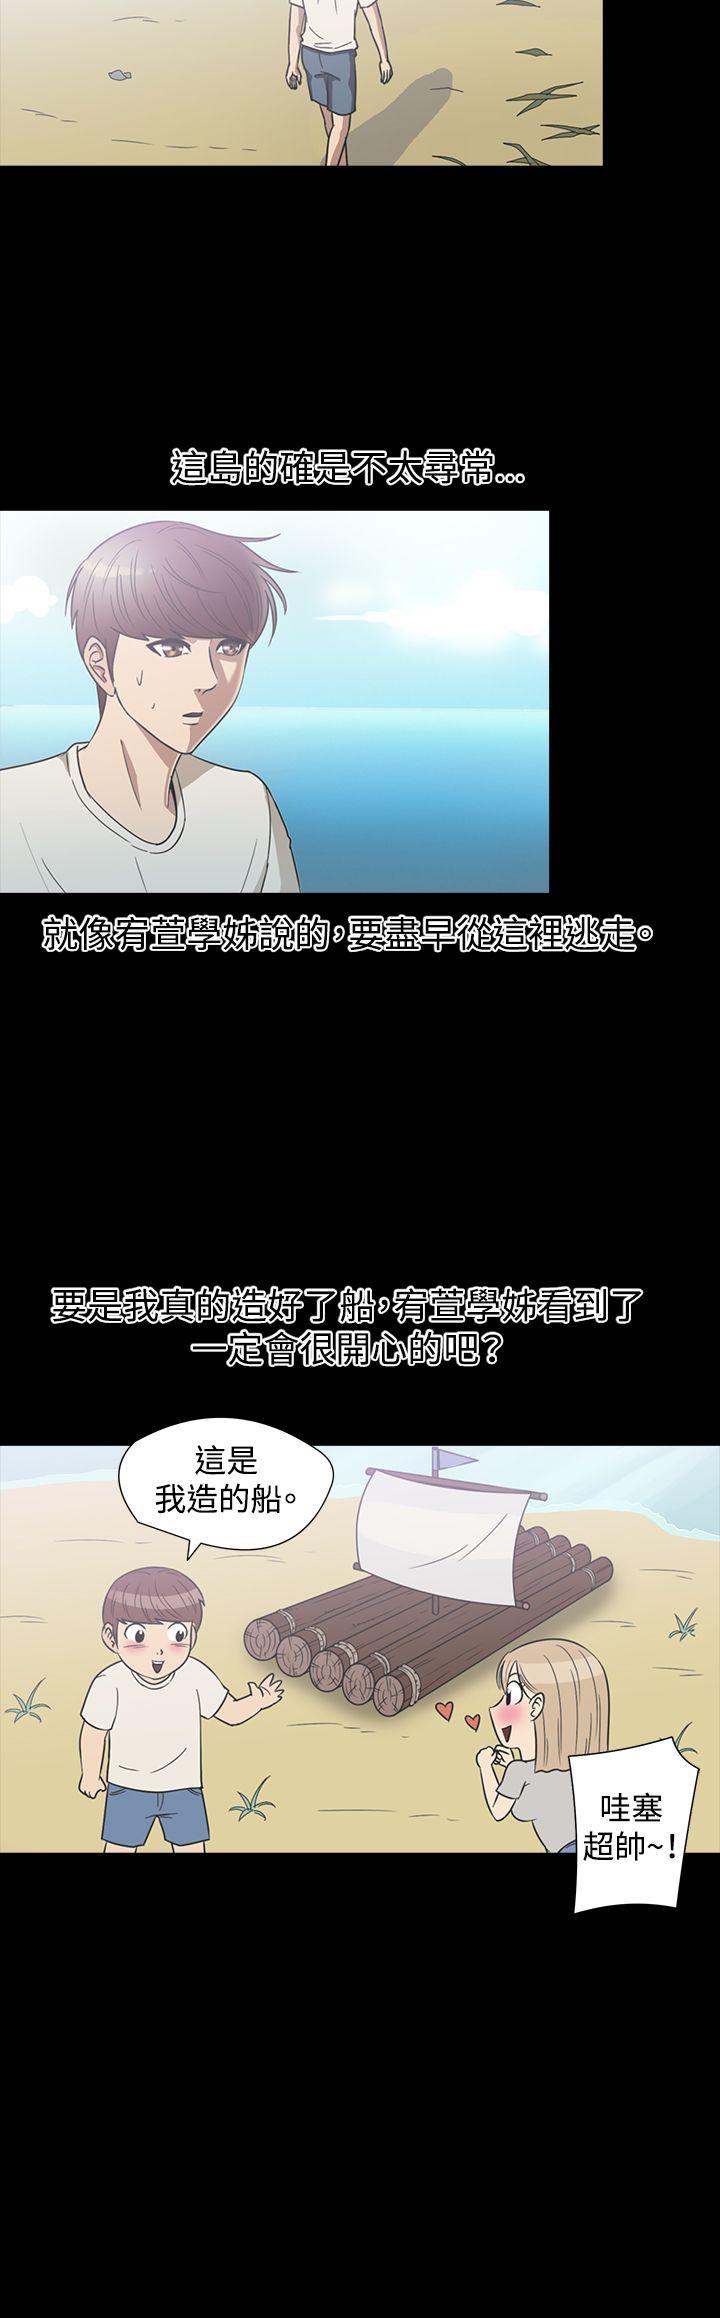 這島的確是不太尋常...
就像宥萱學姊說的,要盡早從這裡逃走。
要是我真的造好了船,宥萱學姊看到了
一定會很開心的吧?
這是
我造的船。
哇塞
超帥~!